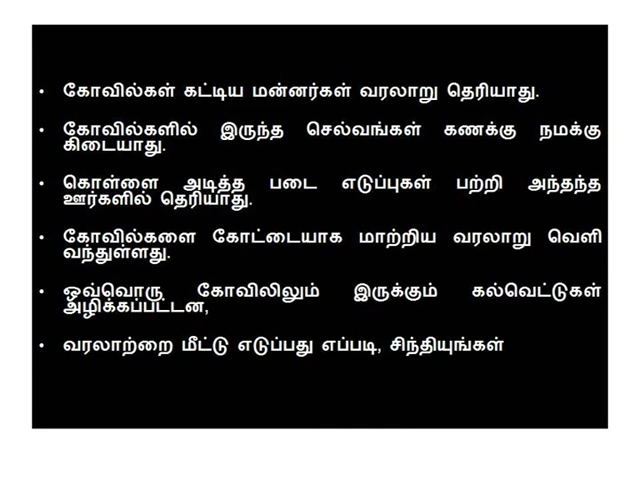 • கோவில்கள் கட்டிய மன்னர்கள் வரலாறு தெரியாது.
• கோவில்களில் இருந்த செல்வங்கள் கணக்கு நமக்கு
கிடையாது.
• கொள்ளை அடித்த படை எடுப்புகள் பற்றி அந்தந்த
ஊர்களில் தெரியாது.
• கோவில்களை கோட்டையாக மாற்றிய வரலாறு வெளி
வந்துள்ளது.
• ஒவ்வொரு கோவிலிலும் இருக்கும் கல்வெட்டுகள்
அழிக்கப்பட்டன,
• வரலாற்றை மீட்டு எடுப்பது எப்படி, சிந்தியுங்கள்